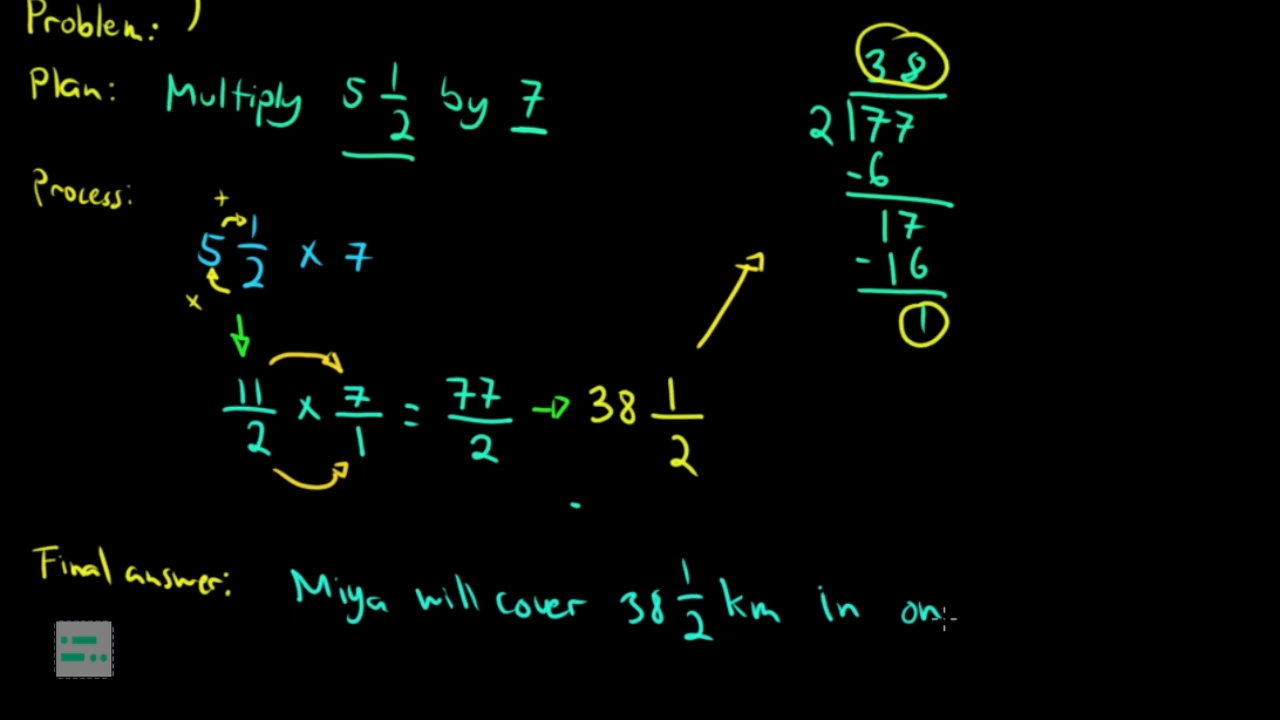 Problem: )
Plan: Multiply 5 1/2 by 7
Process:
+
5 1/2 x 7
x
11/2 x 7/1 = 77/2 → 38 1/2
38
2 77
-6
17
-16
1
Final answer: Miya will cover 38 1/2 km in on